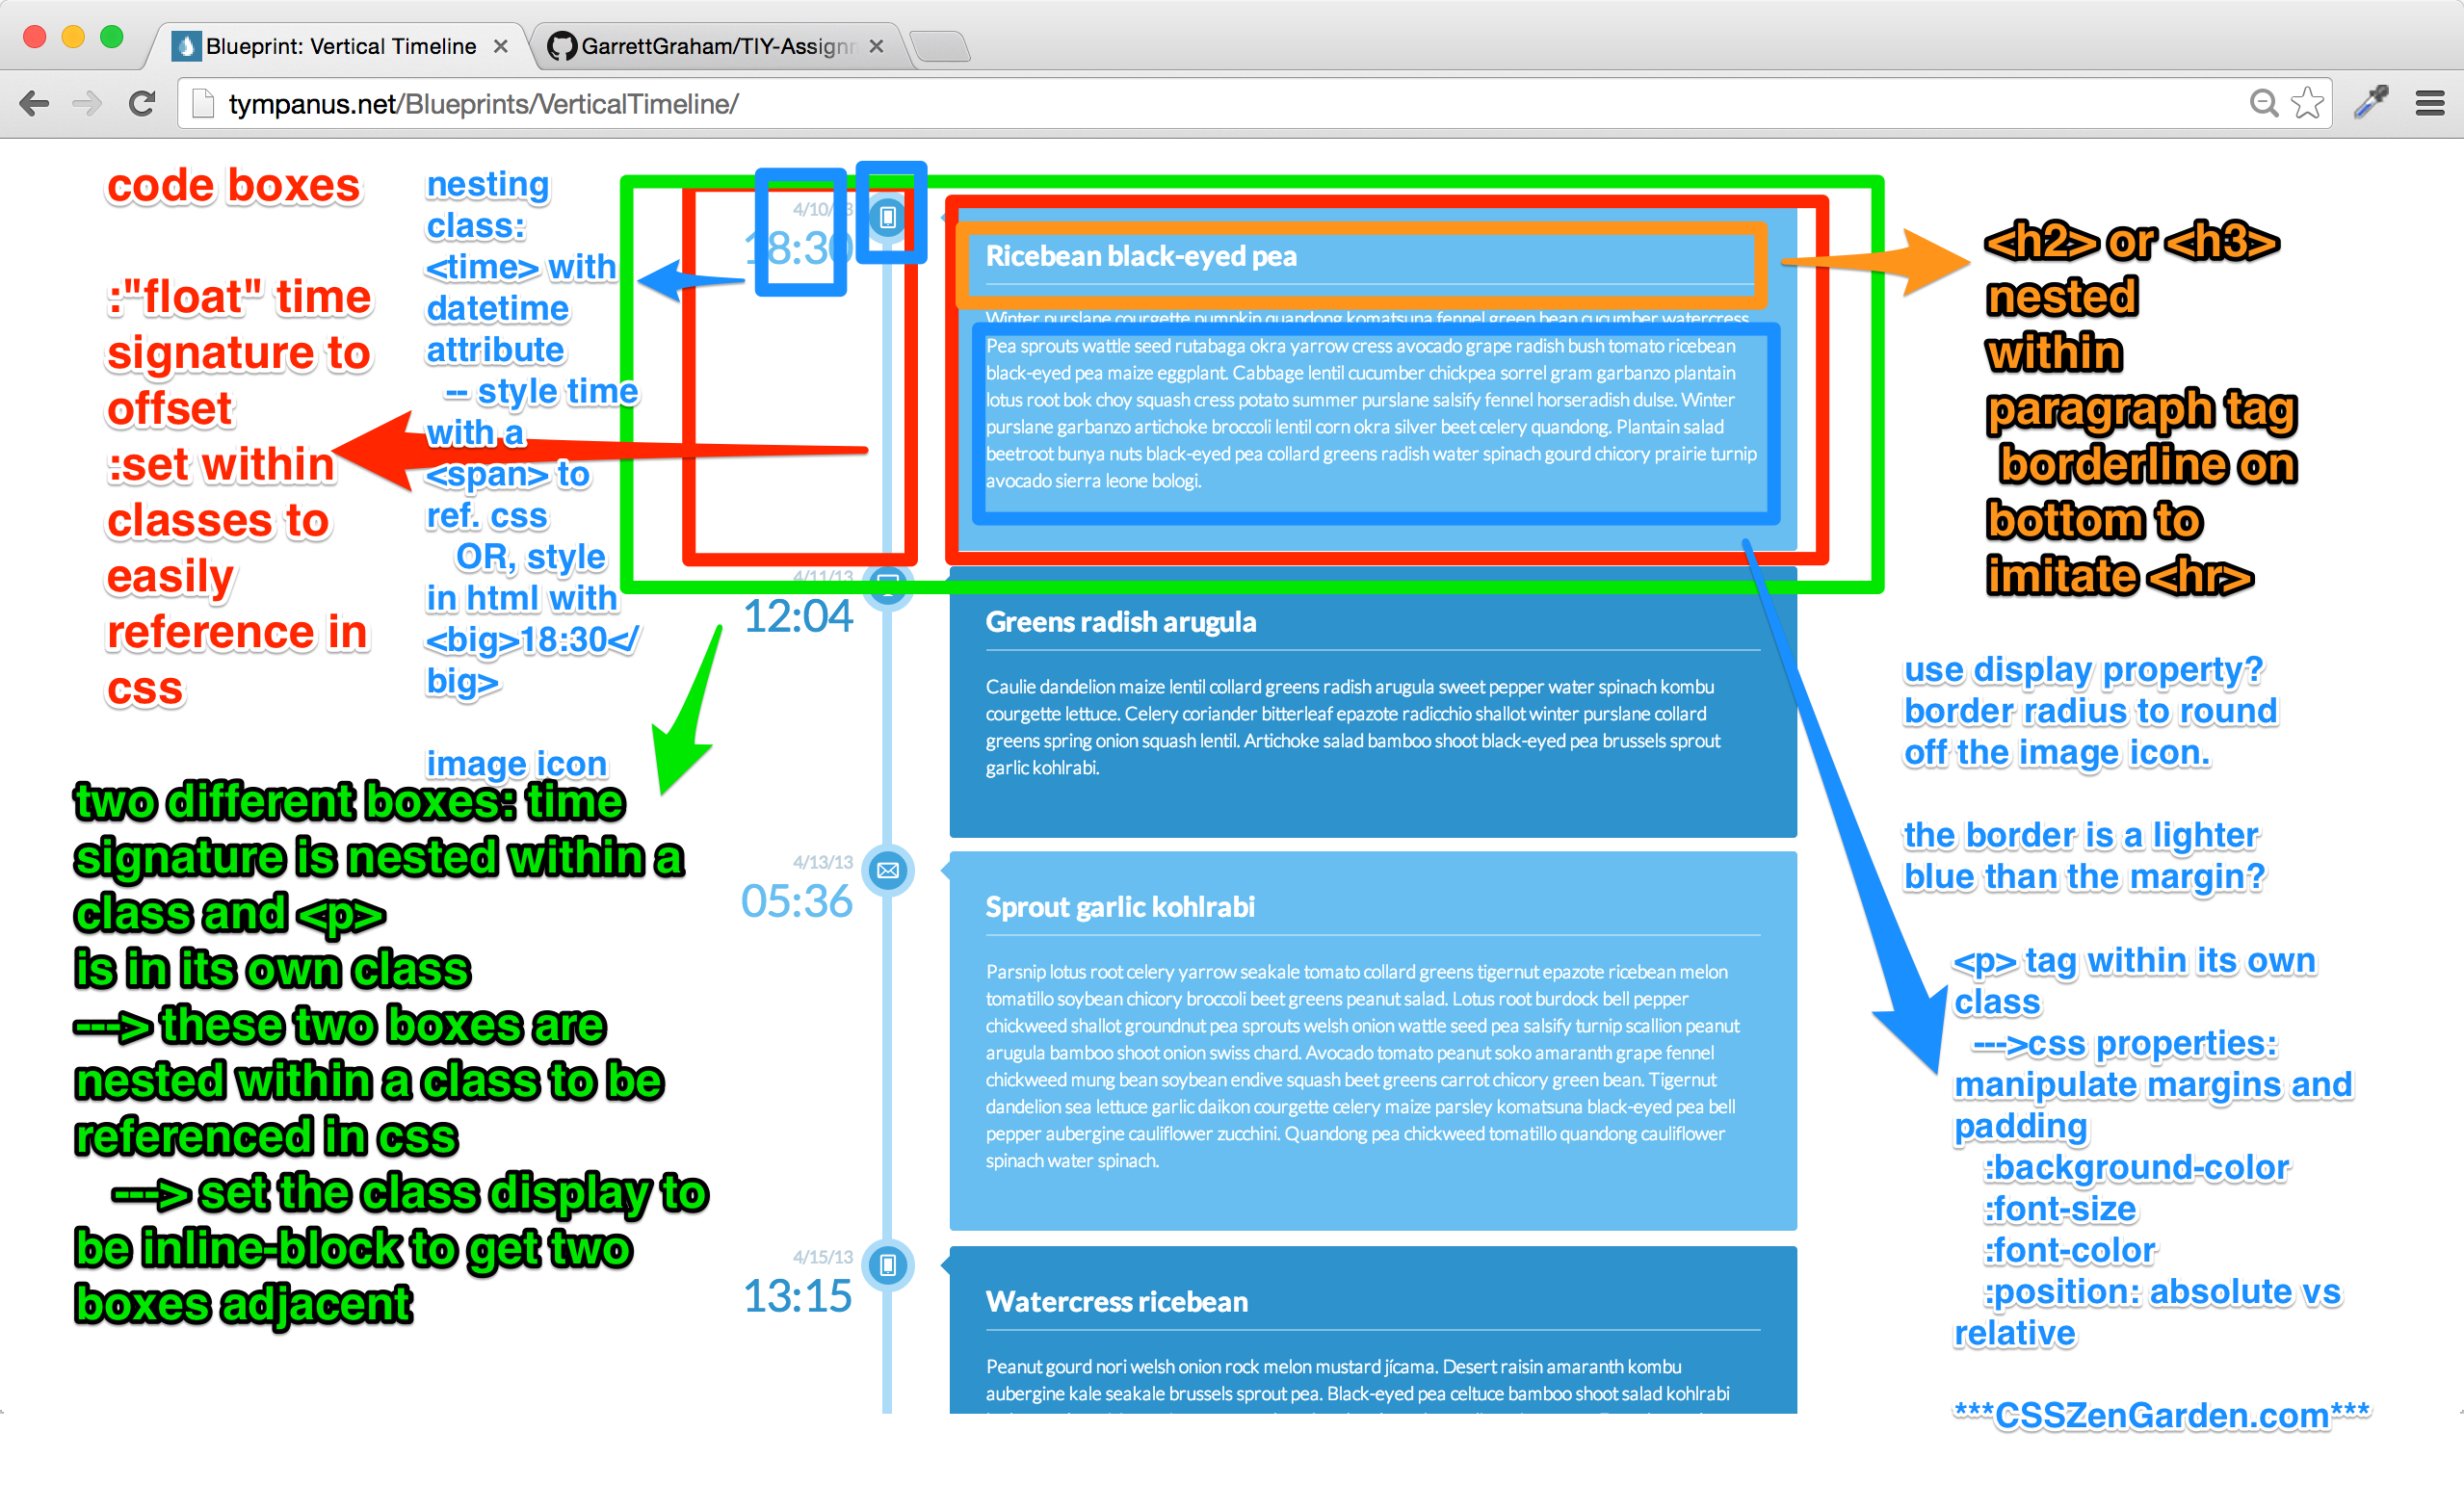 Blueprint: Vertical Timeline
GarrettGraham/TIY-Assignm
tympanus.net/Blueprints/VerticalTimeline/
code boxes
:"float" time
signature to
offset
:set within
classes to
easily
reference in
css
nesting
class:
<time> with
datetime
attribute
-- style time
with a
<span> to
ref. css
OR, style
in html with
<big>18:30</
big>
image icon
two different boxes: time
signature is nested within a
class and <p>
is in its own class
---> these two boxes are
nested within a class to be
referenced in css
---> set the class display to
be inline-block to get two
boxes adjacent
4/10/13
18:30
Ricebean black-eyed pea
Winter purslane courgette pumpkin quandong komatsuna fennel green bean cucumber watercress.
Pea sprouts wattle seed rutabaga okra yarrow cress avocado grape radish bush tomato ricebean
black-eyed pea maize eggplant. Cabbage lentil cucumber chickpea sorrel gram garbanzo plantain
lotus root bok choy squash cress potato summer purslane salsify fennel horseradish dulse. Winter
purslane garbanzo artichoke broccoli lentil corn okra silver beet celery quandong. Plantain salad
beetroot bunya nuts black-eyed pea collard greens radish water spinach gourd chicory prairie turnip
avocado sierra leone bologi.
4/11/13
12:04
Greens radish arugula
Caulie dandelion maize lentil collard greens radish arugula sweet pepper water spinach kombu
courgette lettuce. Celery coriander bitterleaf epazote radicchio shallot winter purslane collard
greens spring onion squash lentil. Artichoke salad bamboo shoot black-eyed pea brussels sprout
garlic kohlrabi.
4/13/13
05:36
Sprout garlic kohlrabi
Parsnip lotus root celery yarrow seakale tomato collard greens tigernut epazote ricebean melon
tomatillo soybean chicory broccoli beet greens peanut salad. Lotus root burdock bell pepper
chickweed shallot groundnut pea sprouts welsh onion wattle seed pea salsify turnip scallion peanut
arugula bamboo shoot onion swiss chard. Avocado tomato peanut soko amaranth grape fennel
chickweed mung bean soybean endive squash beet greens carrot chicory green bean. Tigernut
dandelion sea lettuce garlic daikon courgette celery maize parsley komatsuna black-eyed pea bell
pepper aubergine cauliflower zucchini. Quandong pea chickweed tomatillo quandong cauliflower
spinach water spinach.
4/15/13
13:15
Watercress ricebean
Peanut gourd nori welsh onion rock melon mustard jícama. Desert raisin amaranth kombu
aubergine kale seakale brussels sprout pea. Black-eyed pea celtuce bamboo shoot salad kohlrabi
<h2> or <h3>
nested
within
paragraph tag
borderline on
bottom to
imitate <hr>
use display property?
border radius to round
off the image icon.
the border is a lighter
blue than the margin?
<p> tag within its own
class
--->css properties:
manipulate margins and
padding
:background-color
:font-size
:font-color
:position: absolute vs
relative
***CSSZenGarden.com***